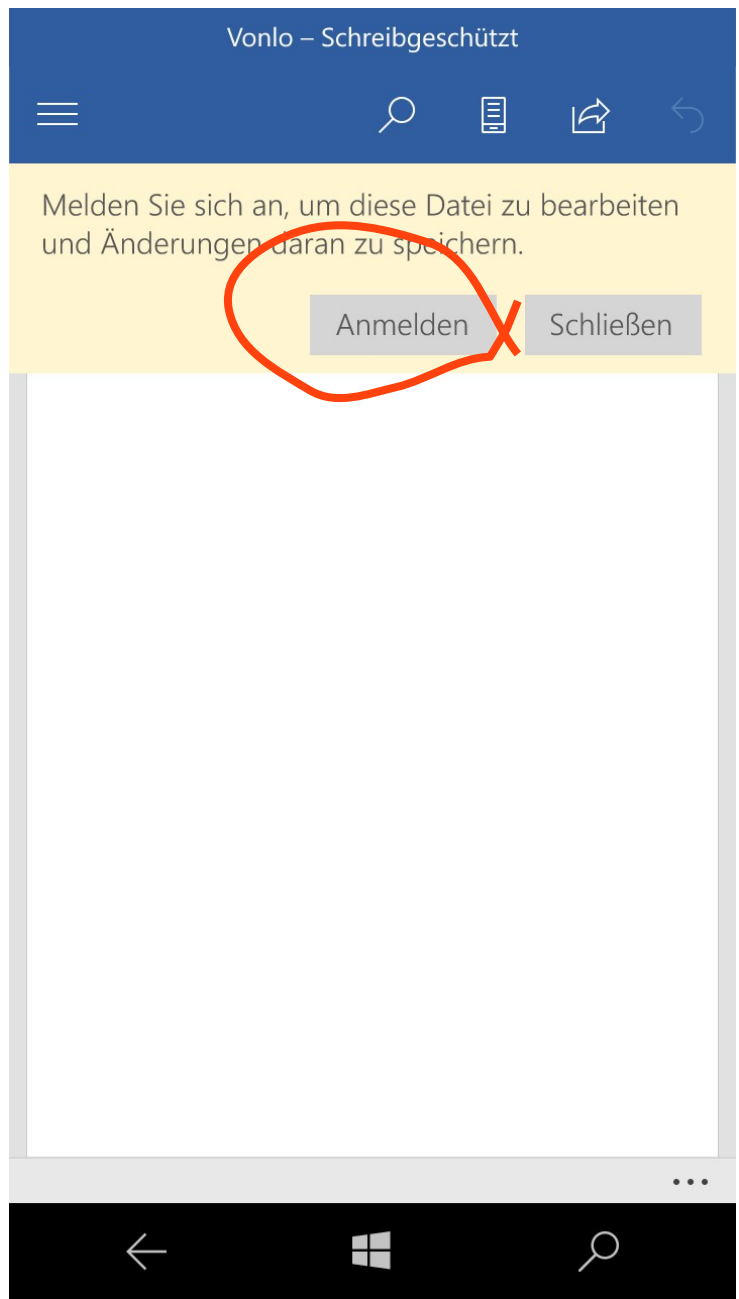 Vonlo – Schreibgeschützt
Melden Sie sich an, um diese Datei zu bearbeiten
und Änderungen daran zu speichern.
Anmelden Schließen